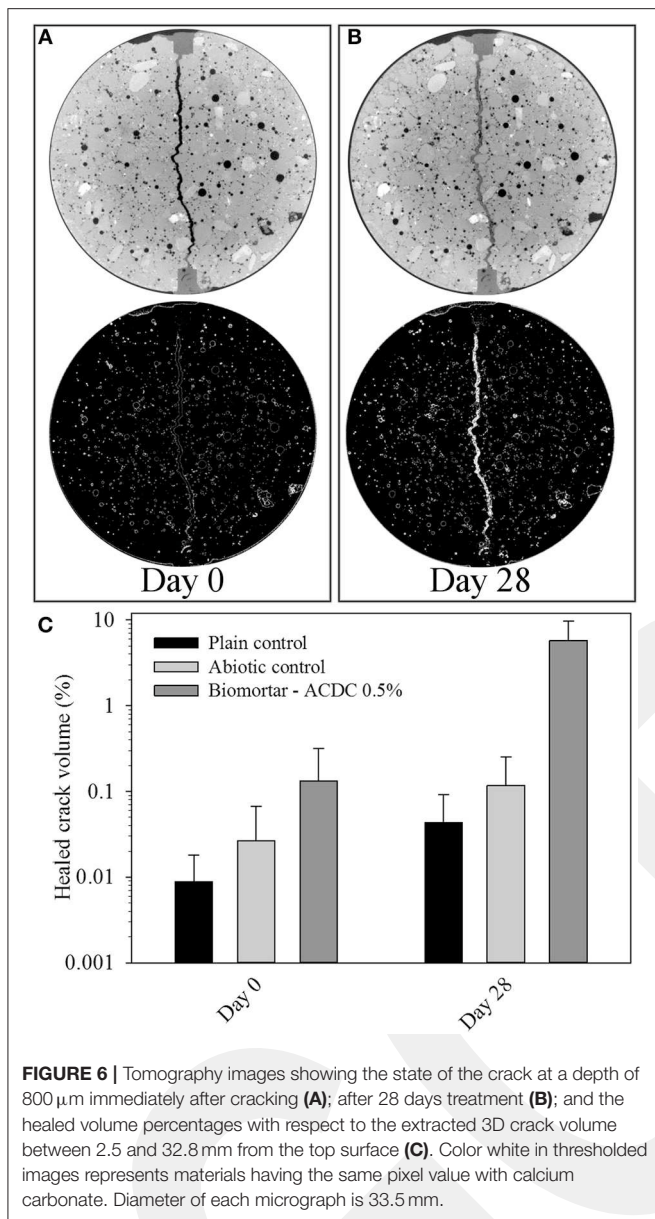 A
B
Day 0
Day 28
C
10
1
0.1
0.01
0.001
Healed crack volume (%)
Plain control
Abiotic control
Biomortar - ACDC 0.5%
Day 0
Day 28
FIGURE 6 | Tomography images showing the state of the crack at a depth of
800 μm immediately after cracking (A); after 28 days treatment (B); and the
healed volume percentages with respect to the extracted 3D crack volume
between 2.5 and 32.8 mm from the top surface (C). Color white in thresholded
images represents materials having the same pixel value with calcium
carbonate. Diameter of each micrograph is 33.5 mm.